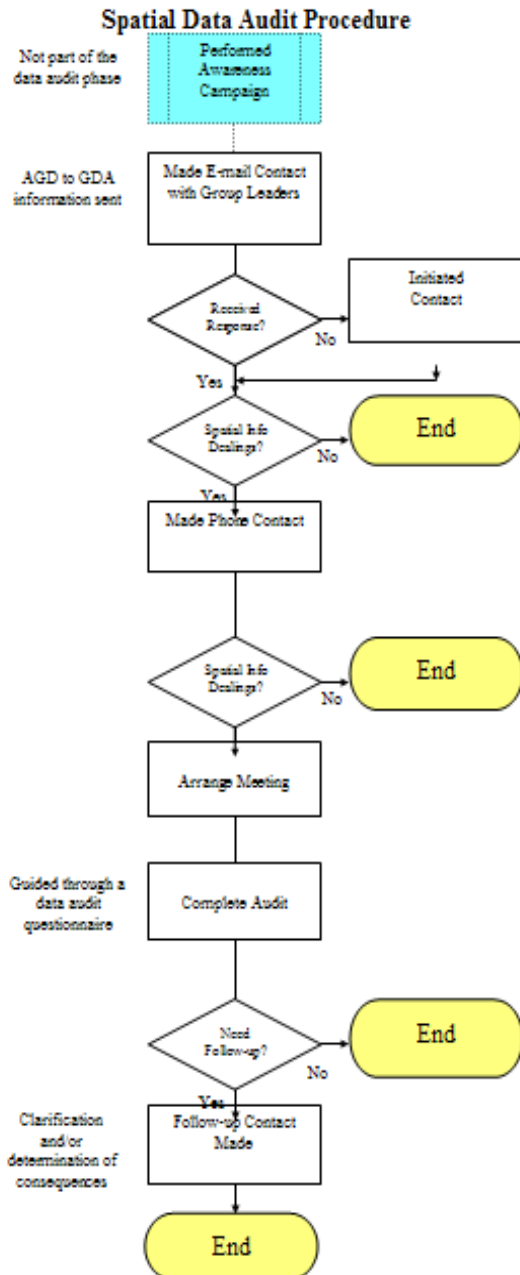 Spatial Data Audit Procedure
Not part of the
data audit phase
Performed
Awareness
Campaign
AGD to GDA
information sent
Made E-mail Contact
with Group Leaders
Received
Response?
No
Initiated
Contact
Yes
Spatial Info
Dealings?
No
End
Yes
Made Phone Contact
Spatial Info
Dealings?
No
End
Arrange Meeting
Guided through a
data audit
questionnaire
Complete Audit
Need
Follow-up?
No
End
Yes
Clarification
and/or
determination of
consequences
Follow-up Contact
Made
End